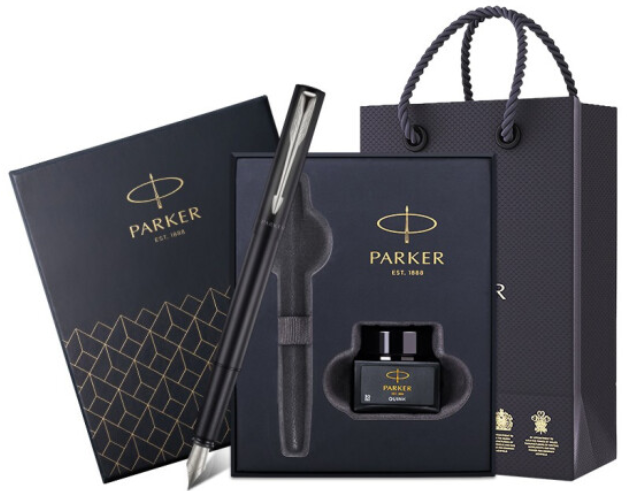 PARKER
EST. 1888
PARKER
EST. 1888
PARKER
QUINK
R